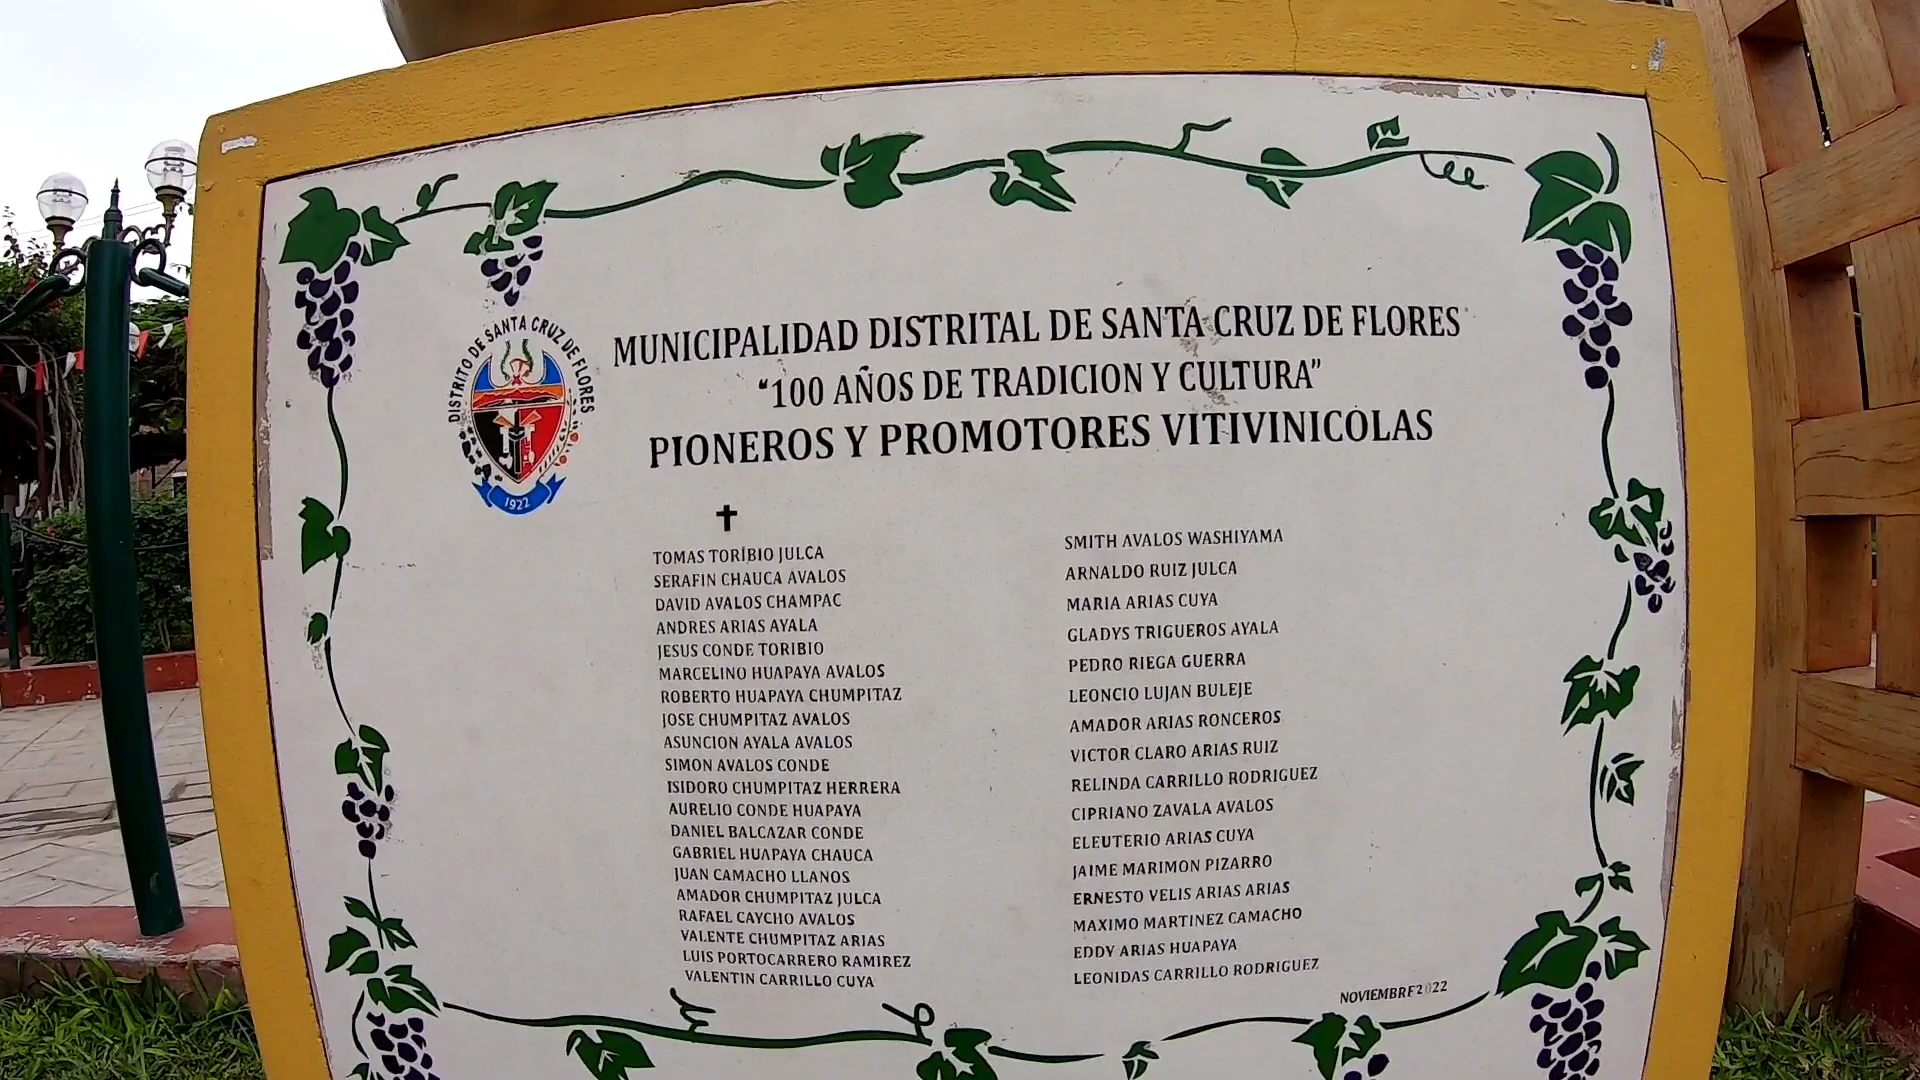 MUNICIPALIDAD DISTRITAL DE SANTA CRUZ DE FLORES
"100 AÑOS DE TRADICION Y CULTURA"
PIONEROS Y PROMOTORES VITIVINICOLAS
DISTRITO DE SANTA CRUZ DE FLORES
1922
TOMAS TORIBIO JULCA
SERAFIN CHAUCA AVALOS
DAVID AVALOS CHAMPAC
ANDRES ARIAS AYALA
JESUS CONDE TORIBIO
MARCELINO HUAPAYA AVALOS
ROBERTO HUAPAYA CHUMPITAZ
JOSE CHUMPITAZ AVALOS
ASUNCION AYALA AVALOS
SIMON AVALOS CONDE
ISIDORO CHUMPITAZ HERRERA
AURELIO CONDE HUAPAYA
DANIEL BALCAZAR CONDE
GABRIEL HUAPAYA CHAUCA
JUAN CAMACHO LLANOS
AMADOR CHUMPITAZ JULCA
RAFAEL CAYCHO AVALOS
VALENTE CHUMPITAZ ARIAS
LUIS PORTOCARRERO RAMIREZ
VALENTIN CARRILLO CUYA
SMITH AVALOS WASHIYAMA
ARNALDO RUIZ JULCA
MARIA ARIAS CUYA
GLADYS TRIGUEROS AYALA
PEDRO RIEGA GUERRA
LEONCIO LUJAN BULEJE
AMADOR ARIAS RONCEROS
VICTOR CLARO ARIAS RUIZ
RELINDA CARRILLO RODRIGUEZ
CIPRIANO ZAVALA AVALOS
ELEUTERIO ARIAS CUYA
JAIME MARIMON PIZARRO
ERNESTO VELIS ARIAS ARIAS
MAXIMO MARTINEZ CAMACHO
EDDY ARIAS HUAPAYA
LEONIDAS CARRILLO RODRIGUEZ
NOVIEMBRE 2022